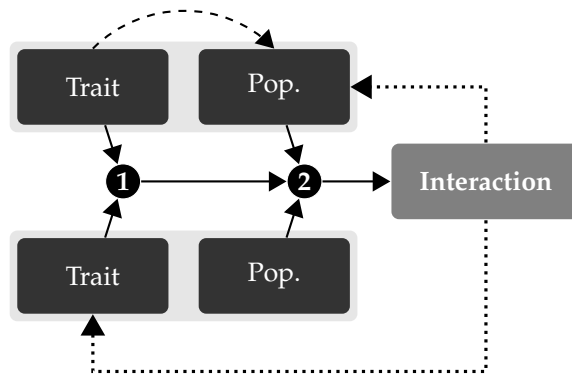 Trait
Pop.
1
2
Interaction
Trait
Pop.